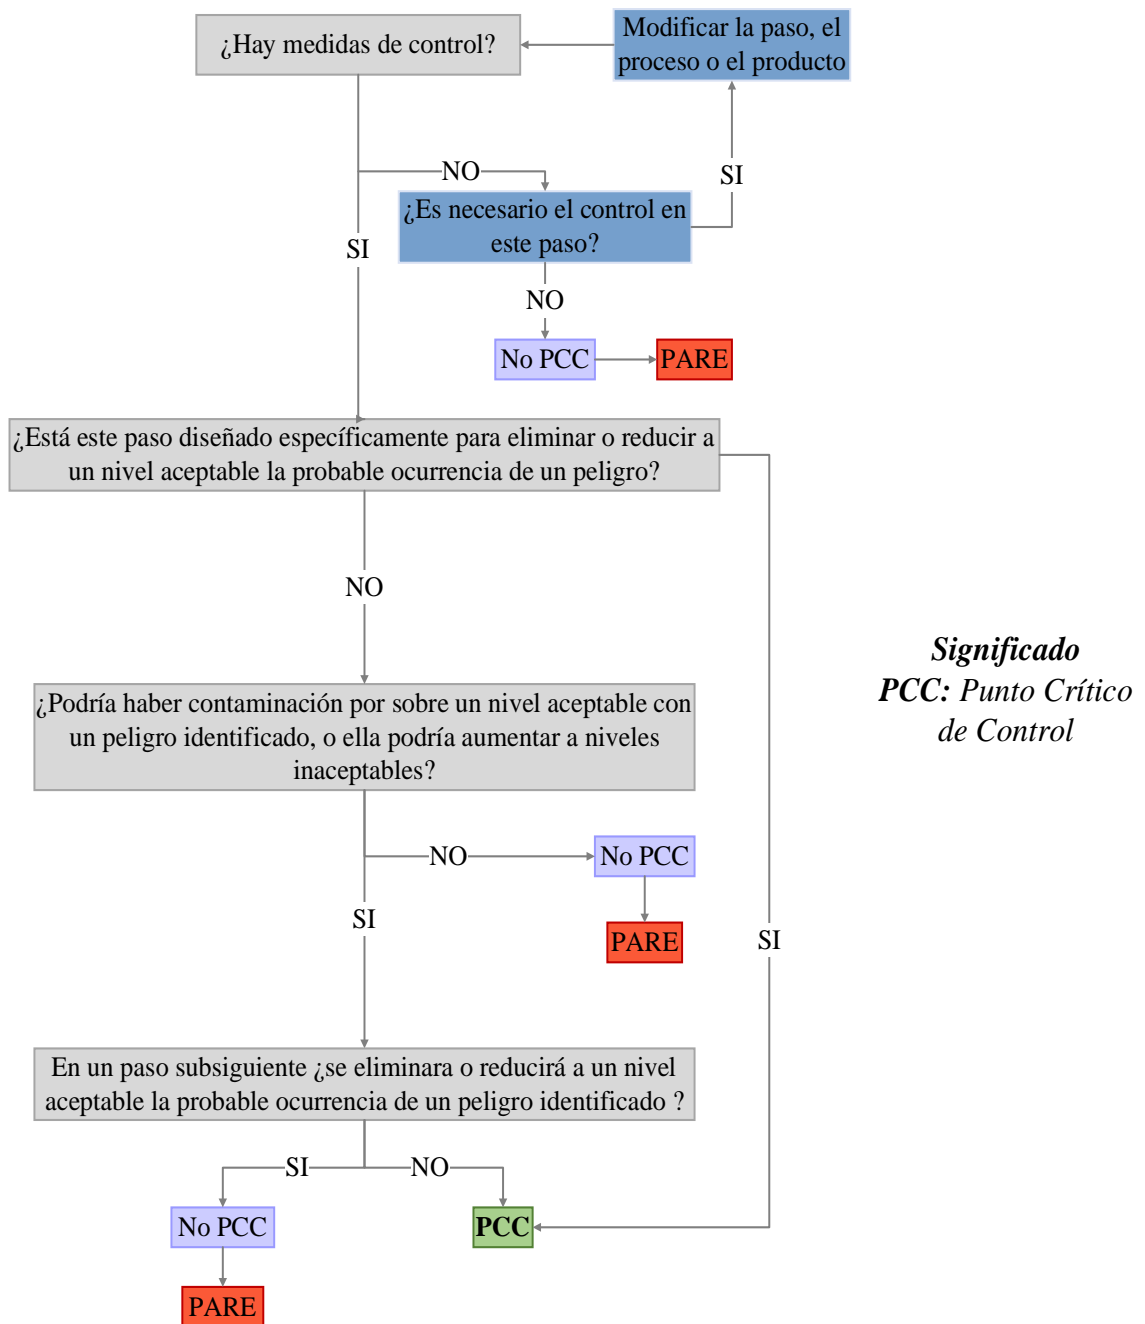 ¿Hay medidas de control?
Modificar la paso, el
proceso o el producto
NO
SI
¿Es necesario el control en
este paso?
SI
NO
No PCC
PARE
¿Está este paso diseñado específicamente para eliminar o reducir a
un nivel aceptable la probable ocurrencia de un peligro?
NO
Significado
PCC: Punto Crítico
de Control
¿Podría haber contaminación por sobre un nivel aceptable con
un peligro identificado, o ella podría aumentar a niveles
inaceptables?
NO
No PCC
SI
PARE
SI
En un paso subsiguiente ¿se eliminara o reducirá a un nivel
aceptable la probable ocurrencia de un peligro identificado ?
SI
NO
No PCC
PCC
PARE